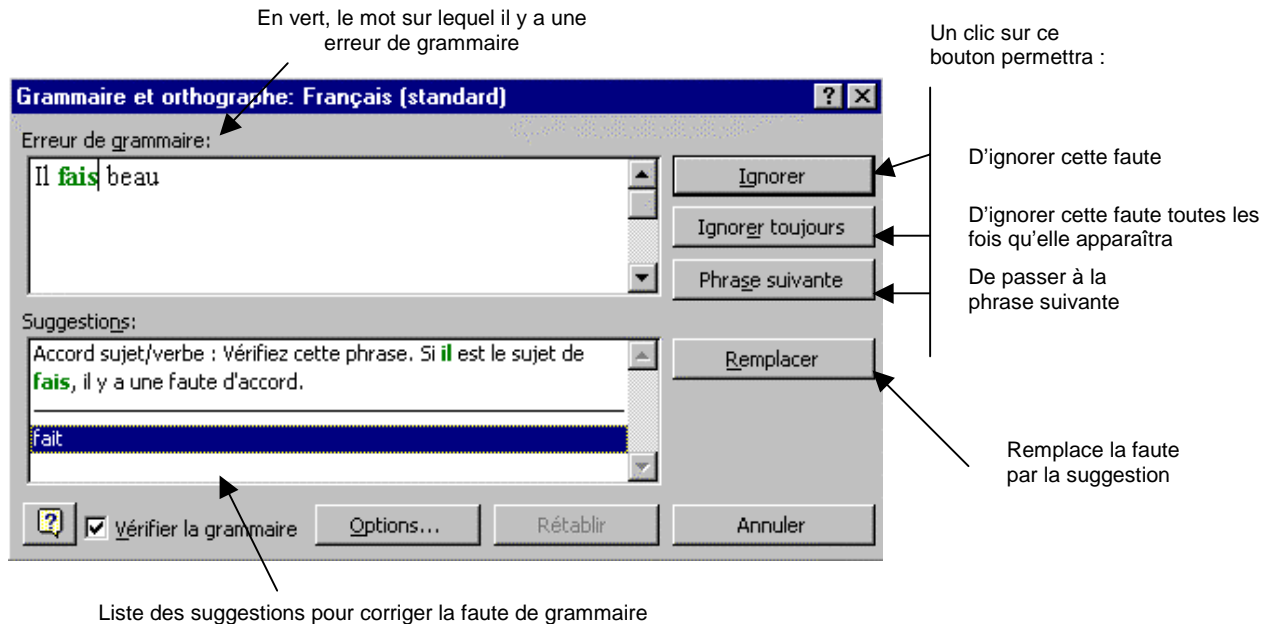 En vert, le mot sur lequel il y a une
erreur de grammaire
Un clic sur ce
bouton permettra :
Grammaire et orthographe: Français (standard)
Erreur de grammaire:
Il fais beau
Ignorer
D'ignorer cette faute
Ignorer toujours
D'ignorer cette faute toutes les
fois qu'elle apparaîtra
Phrase suivante
De passer à la
phrase suivante
Suggestions:
Accord sujet/verbe : Vérifiez cette phrase. Si il est le sujet de
fais, il y a une faute d'accord.
fait
Remplacer
Remplace la faute
par la suggestion
Vérifier la grammaire
Options...
Rétablir
Annuler
Liste des suggestions pour corriger la faute de grammaire